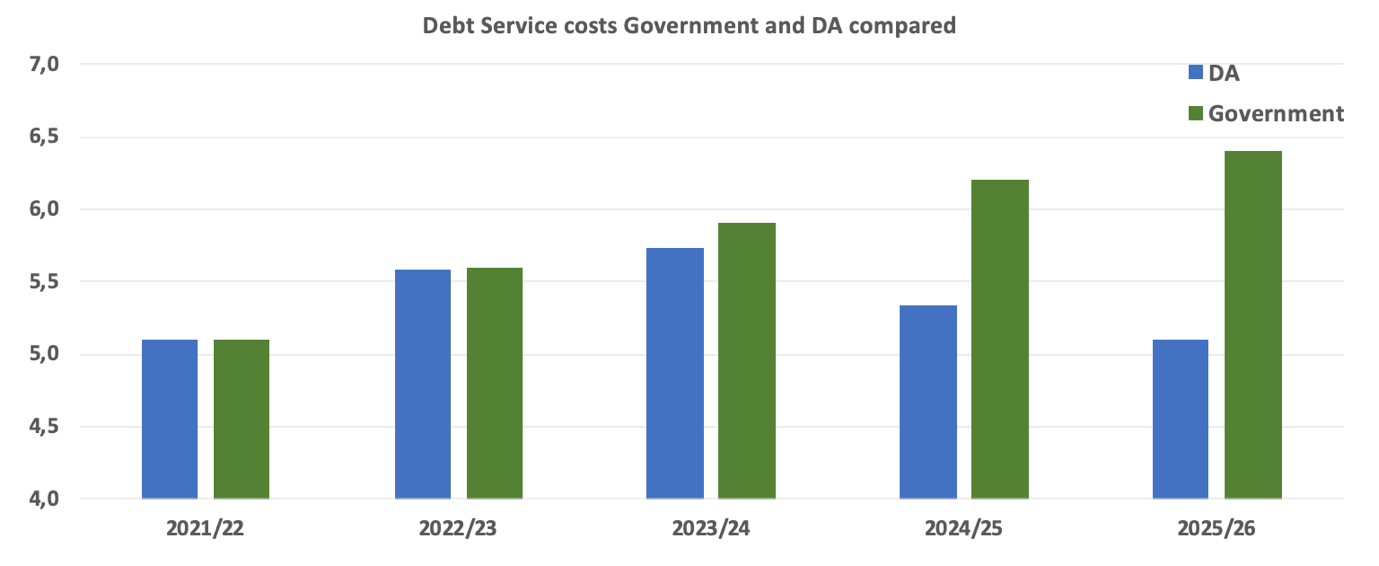 Debt Service costs Government and DA compared
7,0
6,5
6,0
5,5
5,0
4,5
4,0
DA
Government
2021/22 2022/23 2023/24 2024/25 2025/26